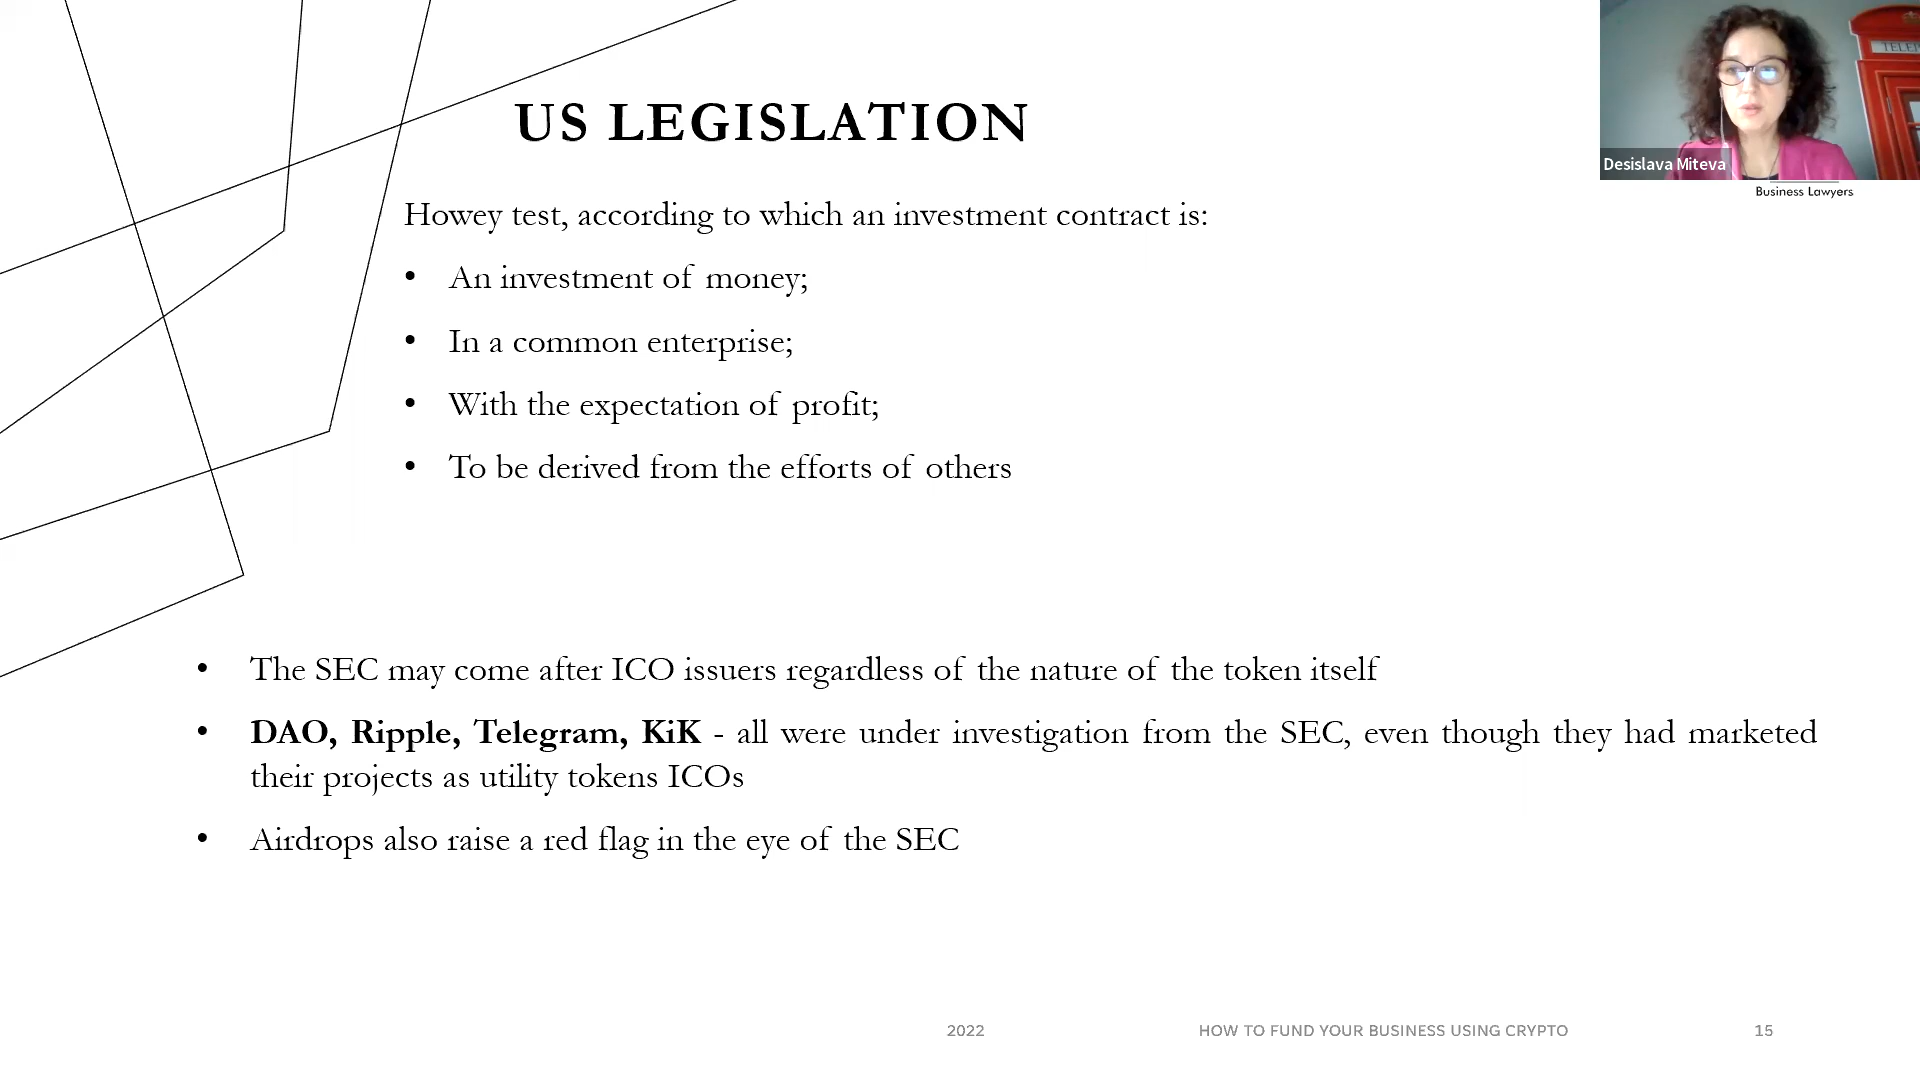 US LEGISLATION
Howey test, according to which an investment contract is:
• An investment of money;
• In a common enterprise;
• With the expectation of profit;
• To be derived from the efforts of others
• The SEC may come after ICO issuers regardless of the nature of the token itself
• DAO, Ripple, Telegram, KiK - all were under investigation from the SEC, even though they had marketed
their projects as utility tokens ICOs
• Airdrops also raise a red flag in the eye of the SEC
2022
HOW TO FUND YOUR BUSINESS USING CRYPTO
15
Desislava Miteva
Business Lawyers